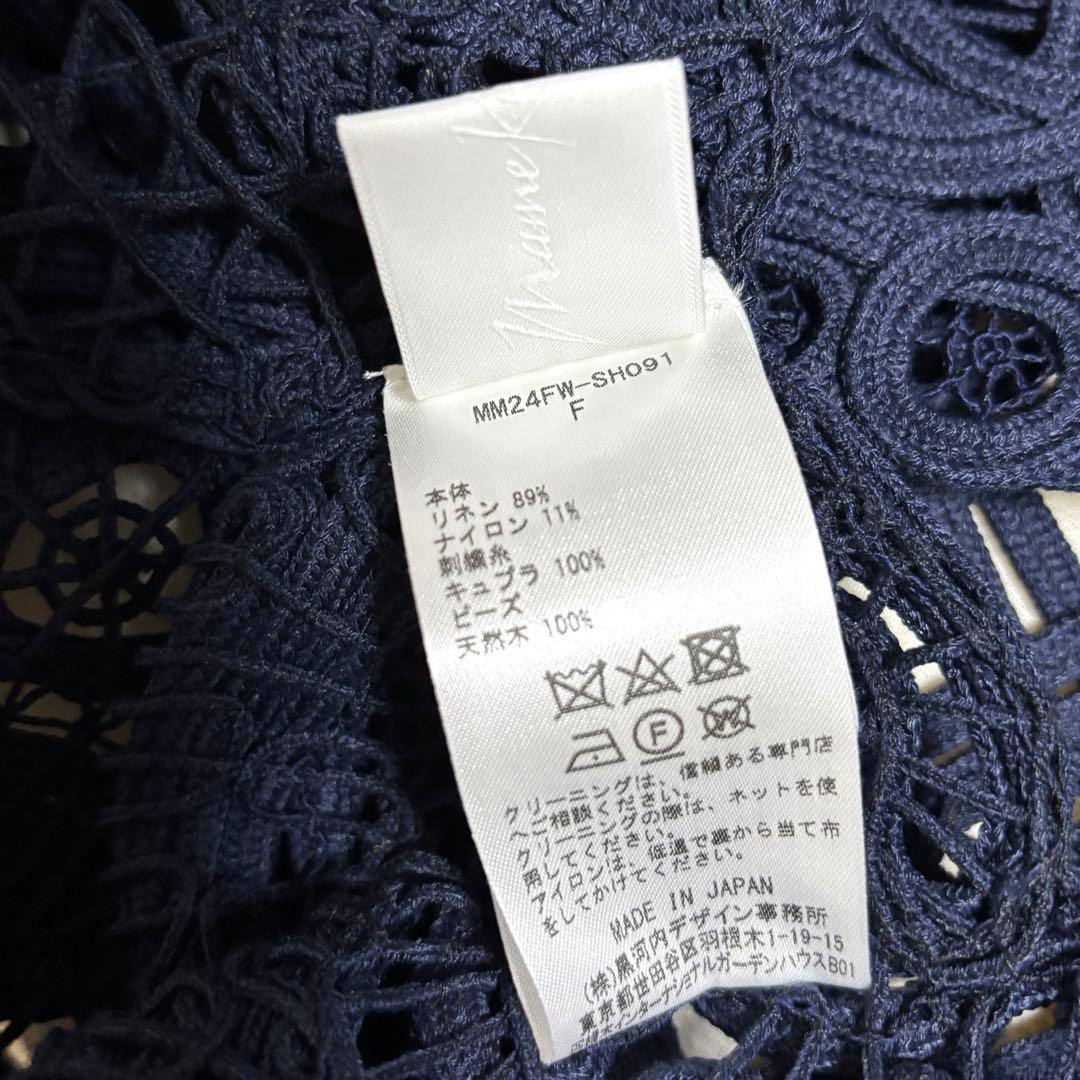 Mame K
MM24FW-SH091
F
本体
リネン 89%
ナイロン 11%
刺繍糸
キュプラ 100%
ビーズ
天然木 100%
F
W
クリーニングは、信頼ある専門店
へご相談ください。
クリーニングの際は、ネットを使
用してください。
アイロンは、低温で裏から当て布
をしてかけてください。
MADE IN JAPAN
(株)黒河内デザイン事務所
東京都世田谷区羽根木1-19-15
インターナショナルガーデンハウスB01